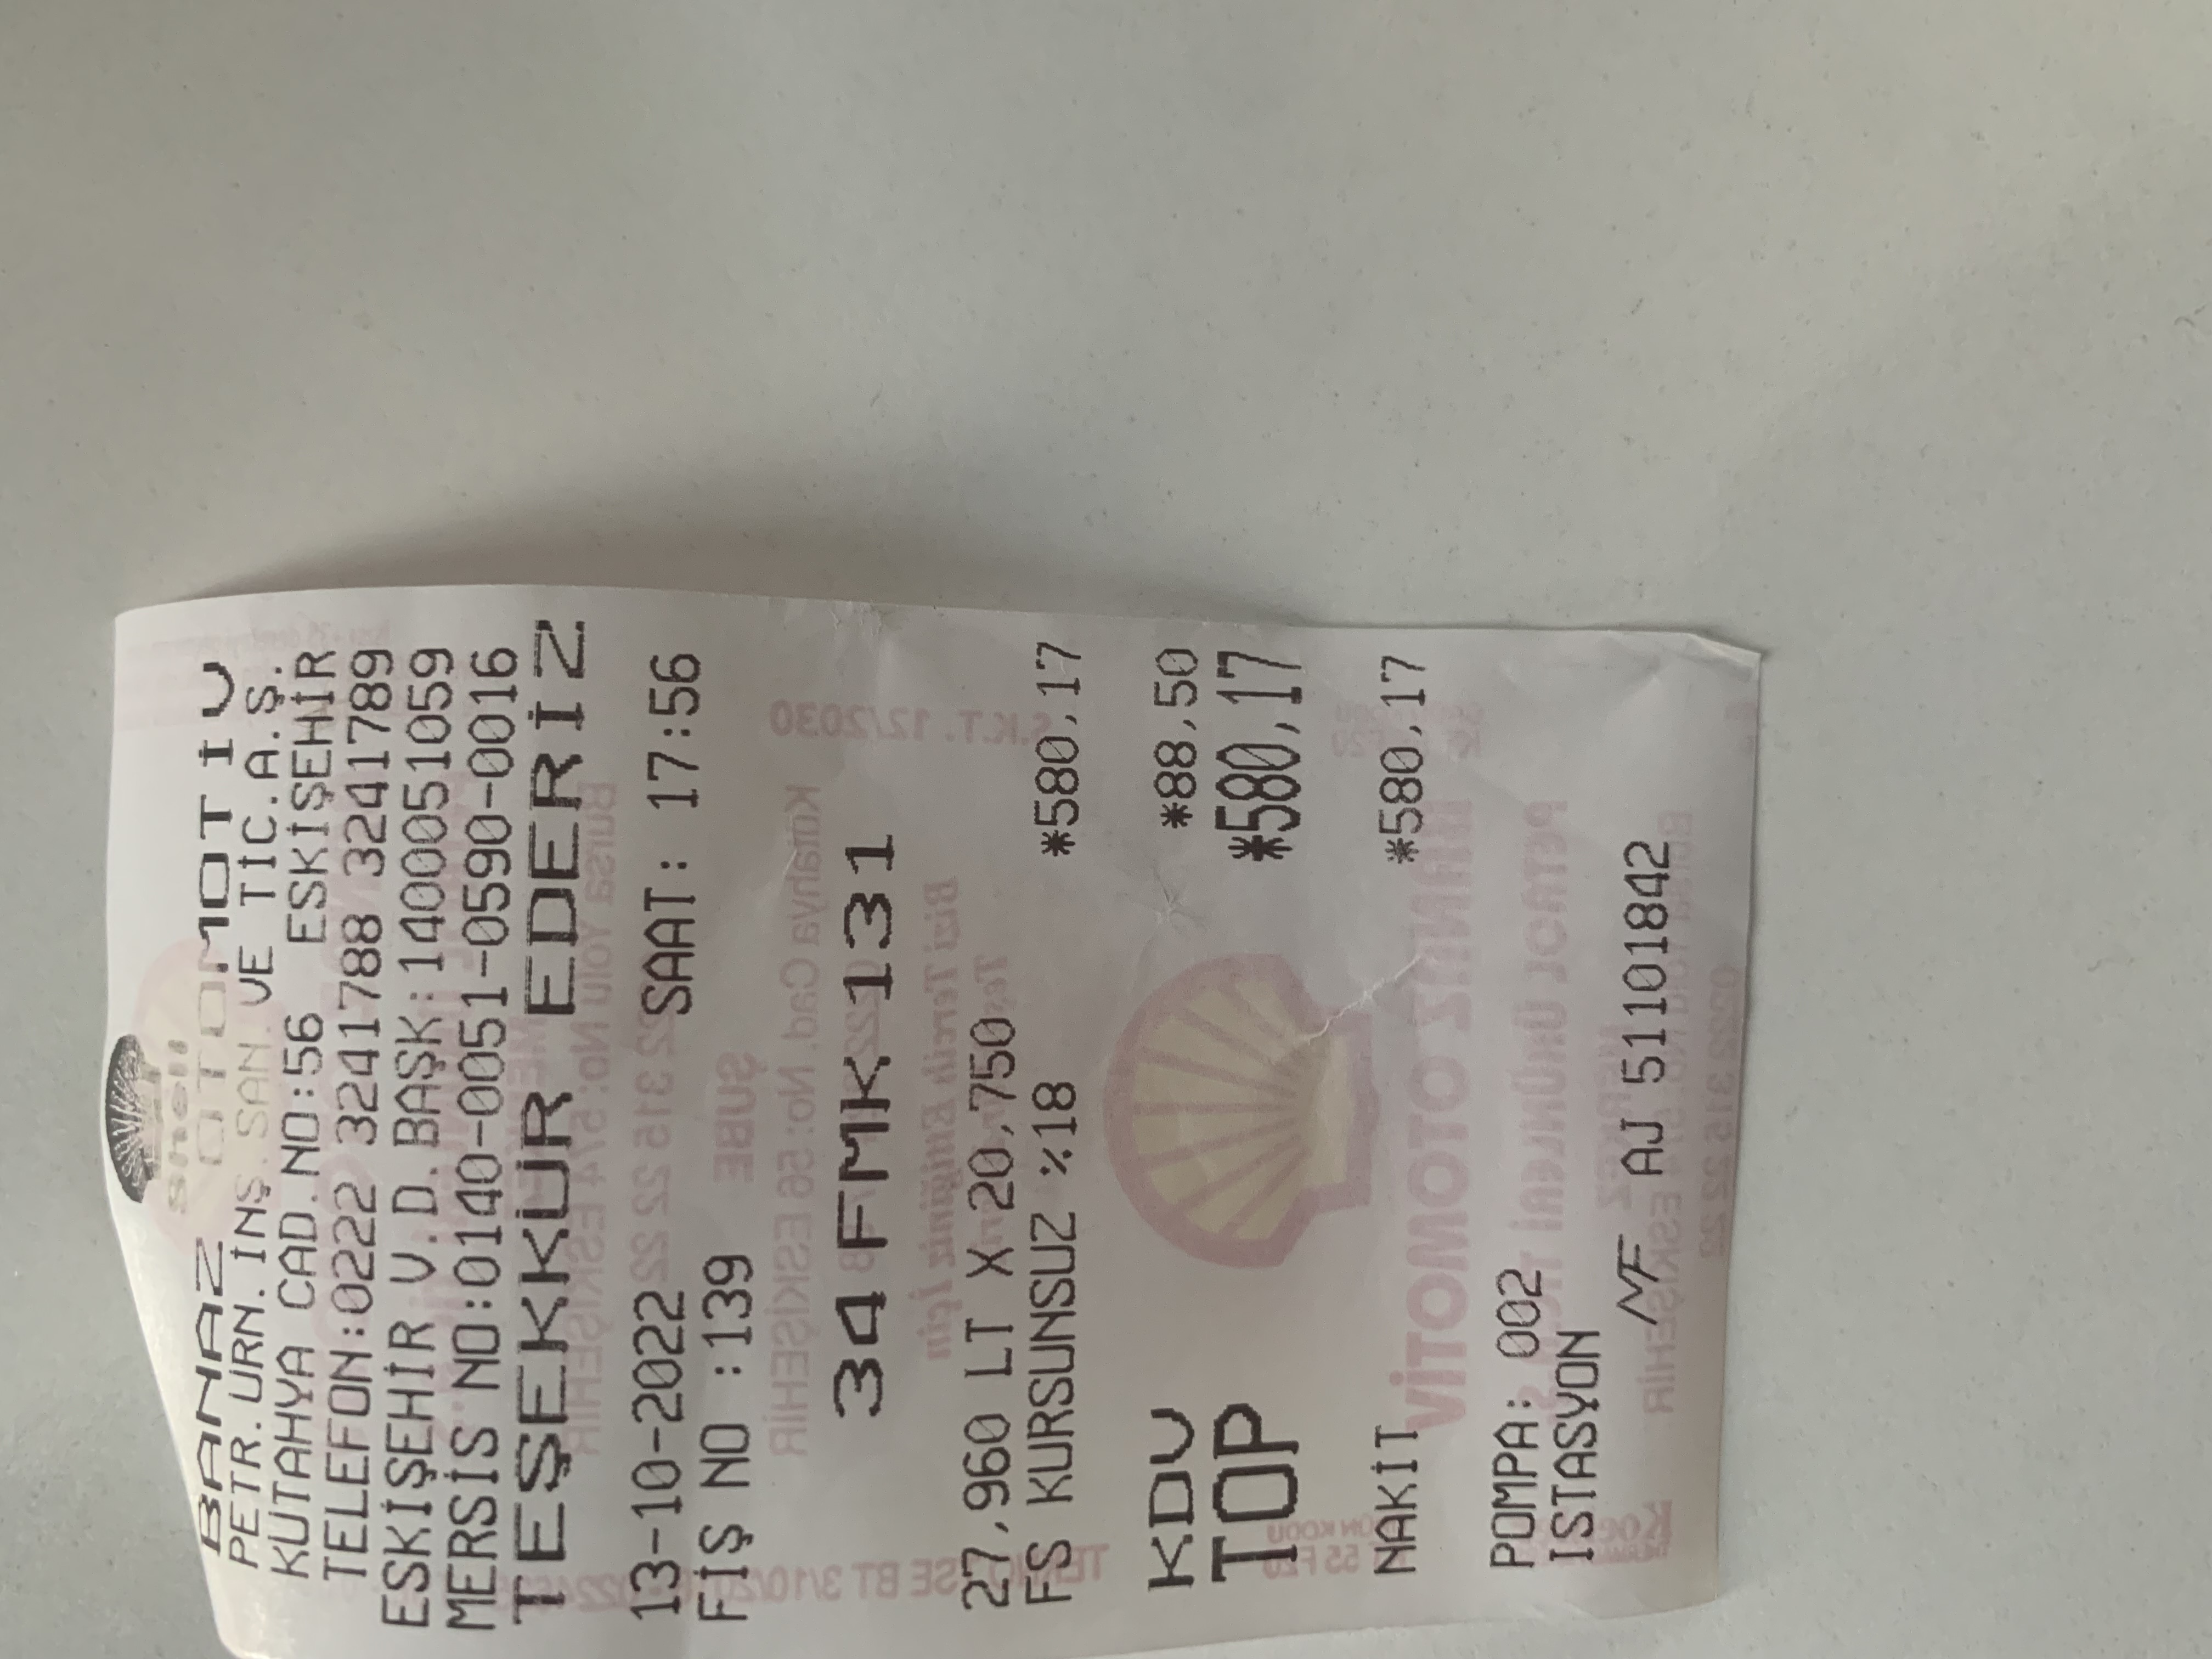 Shell
BANAZ OTOMOTİV
PETR.ÜRN.İNŞ.SAN.VE TİC.A.Ş.
KÜTAHYA CAD.NO:56 ESKİŞEHİR
TELEFON:0222 3241788 3241789
ESKİŞEHİR V.D.BAŞK:1400051059
MERSİS NO:0140-0051-0590-0016
TEŞEKKÜR EDERİZ
13-10-2022 SAAT: 17:56
FİŞ NO :139
34 FMK 131
27,960 LT X 20,750
FS KURSUNSUZ %18 *580,17
KDV *88,50
TOP *580,17
NAKİT *580,17
POMPA: 002
ISTASYON
MF AJ 51101842